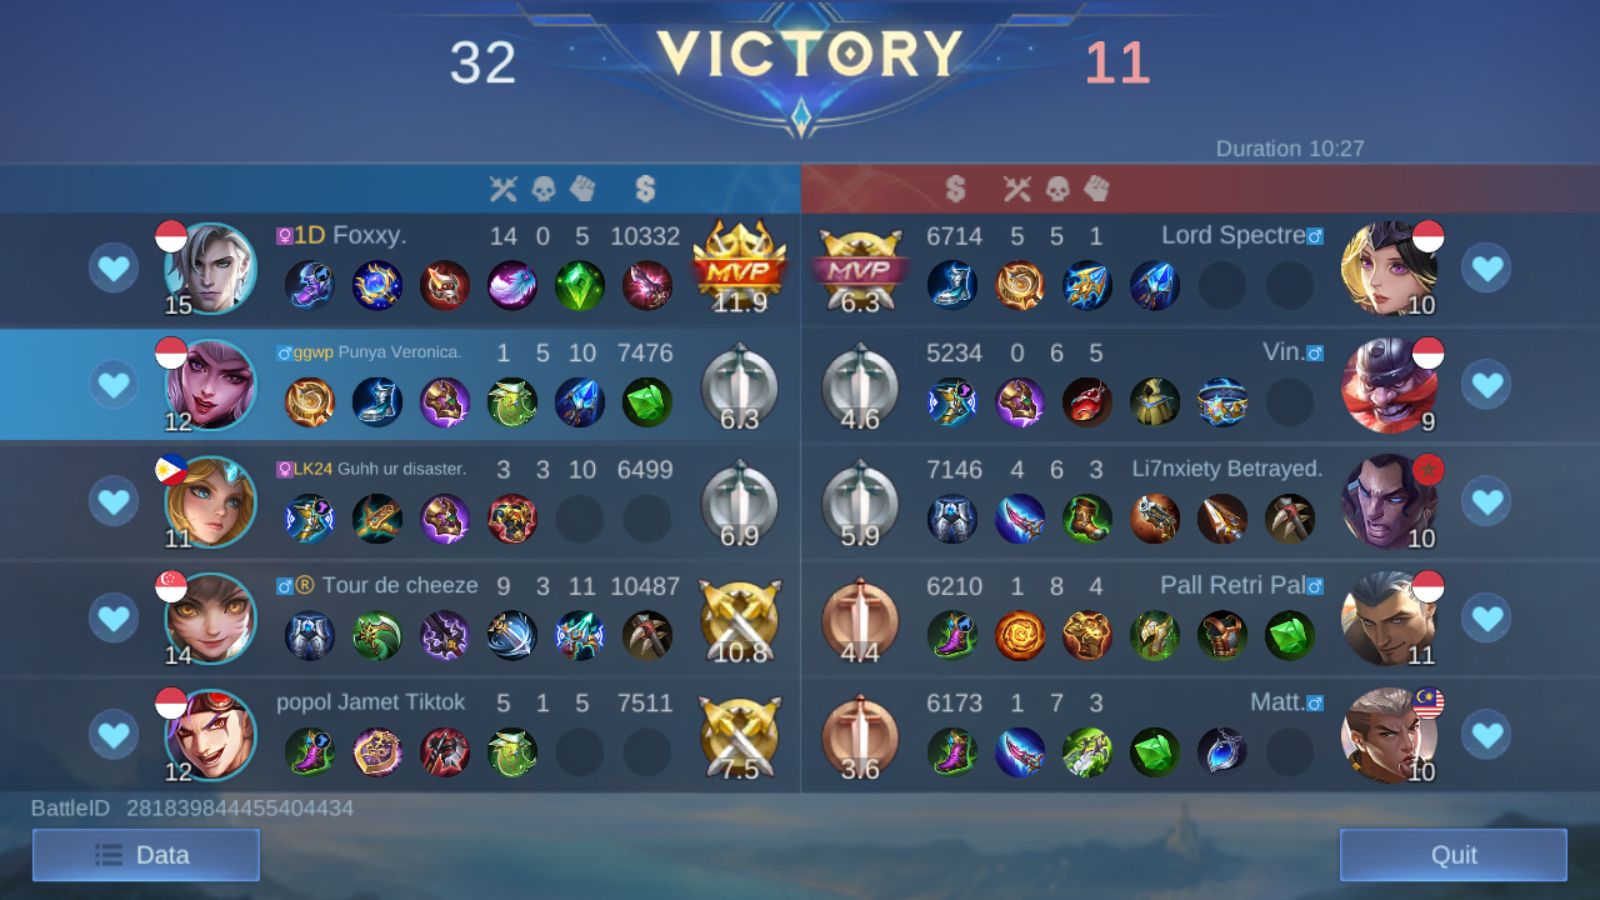 32 VICTORY 11
Duration 10:27
1D Foxxy. 14 0 5 10332 MVP 11.9
15
MVP 6.3 6714 5 5 1 Lord Spectre
10
ggwp Punya Veronica. 1 5 10 7476 6.3
12
4.6 5234 0 6 5 Vin.
9
LK24 Guhh ur disaster. 3 3 10 6499 6.9
11
5.9 7146 4 6 3 Li7nxiety Betrayed.
10
® Tour de cheeze 9 3 11 10487 10.8
14
4.4 6210 1 8 4 Pall Retri Pal
11
popol Jamet Tiktok 5 1 5 7511 7.5
12
3.6 6173 1 7 3 Matt.
10
BattleID 281839844455404434
Data
Quit